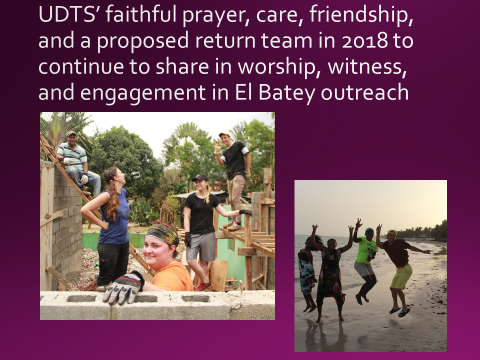 UDTS’ faithful prayer, care, friendship,
and a proposed return team in 2018 to
continue to share in worship, witness,
and engagement in El Batey outreach